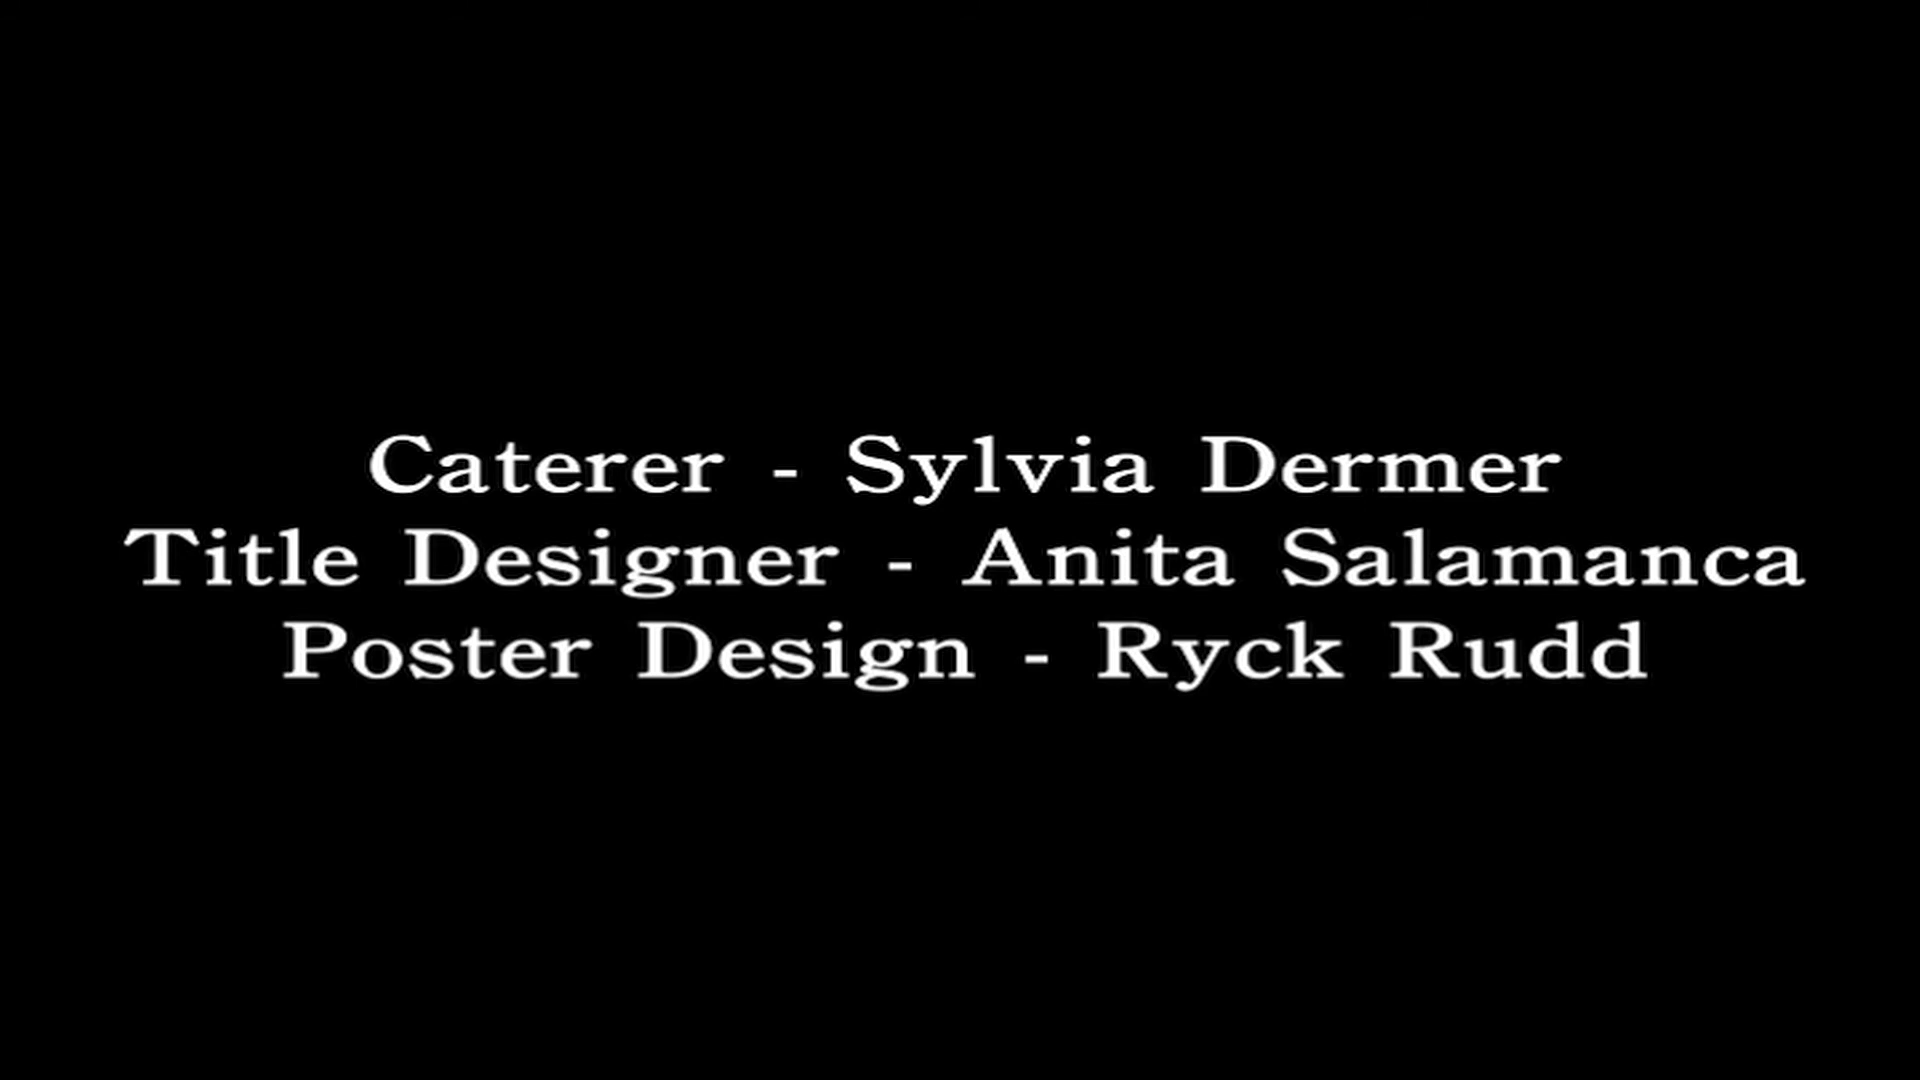 Caterer - Sylvia Dermer
Title Designer - Anita Salamanca
Poster Design - Ryck Rudd